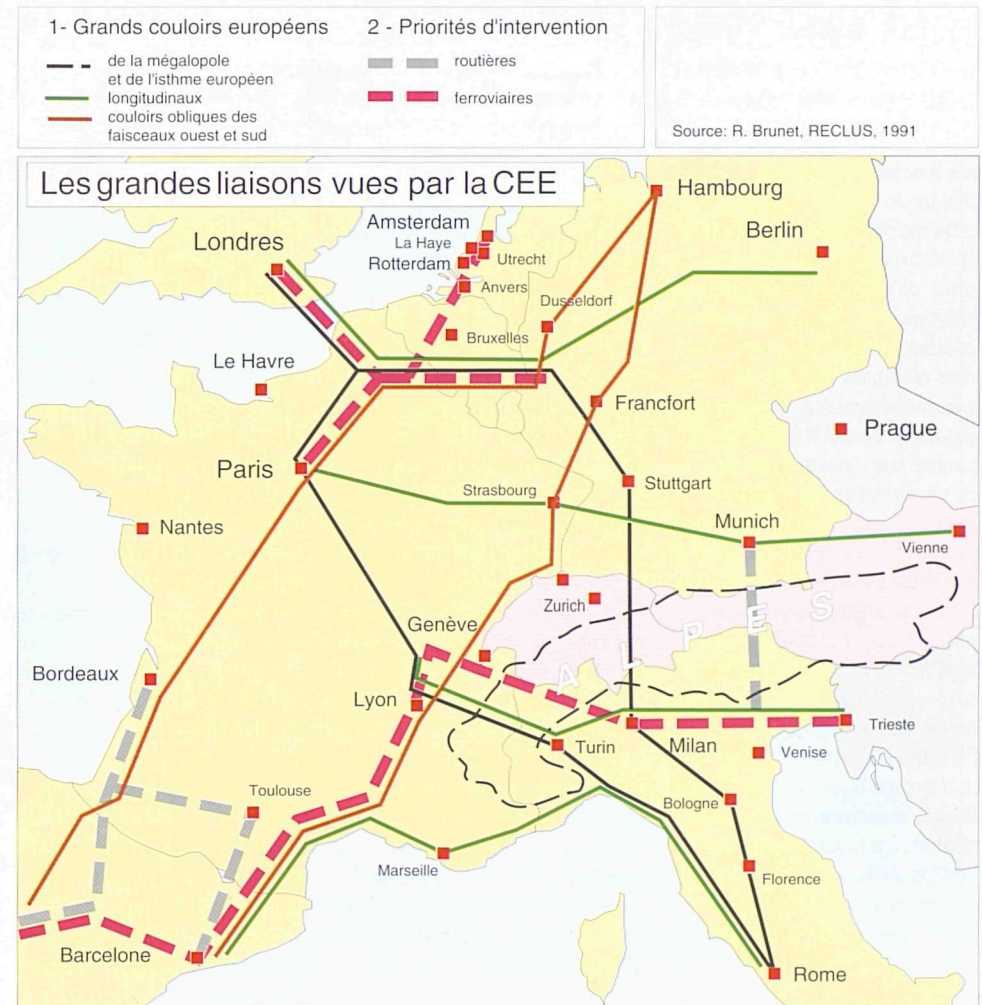 1- Grands couloirs européens
de la mégalopole
et de l'isthme européen
longitudinaux
couloirs obliques des
faisceaux ouest et sud
2 - Priorités d'intervention
routières
ferroviaires
Source: R. Brunet, RECLUS, 1991
Les grandes liaisons vues par la CEE
Hambourg
Amsterdam
Berlin
Londres
La Haye
Rotterdam
Utrecht
Anvers
Dusseldorf
Bruxelles
Le Havre
Francfort
Prague
Paris
Strasbourg
Stuttgart
Nantes
Munich
Vienne
Zurich
ALPES
Genève
Bordeaux
Lyon
Trieste
Turin
Milan
Venise
Toulouse
Bologne
Marseille
Florence
Barcelone
Rome